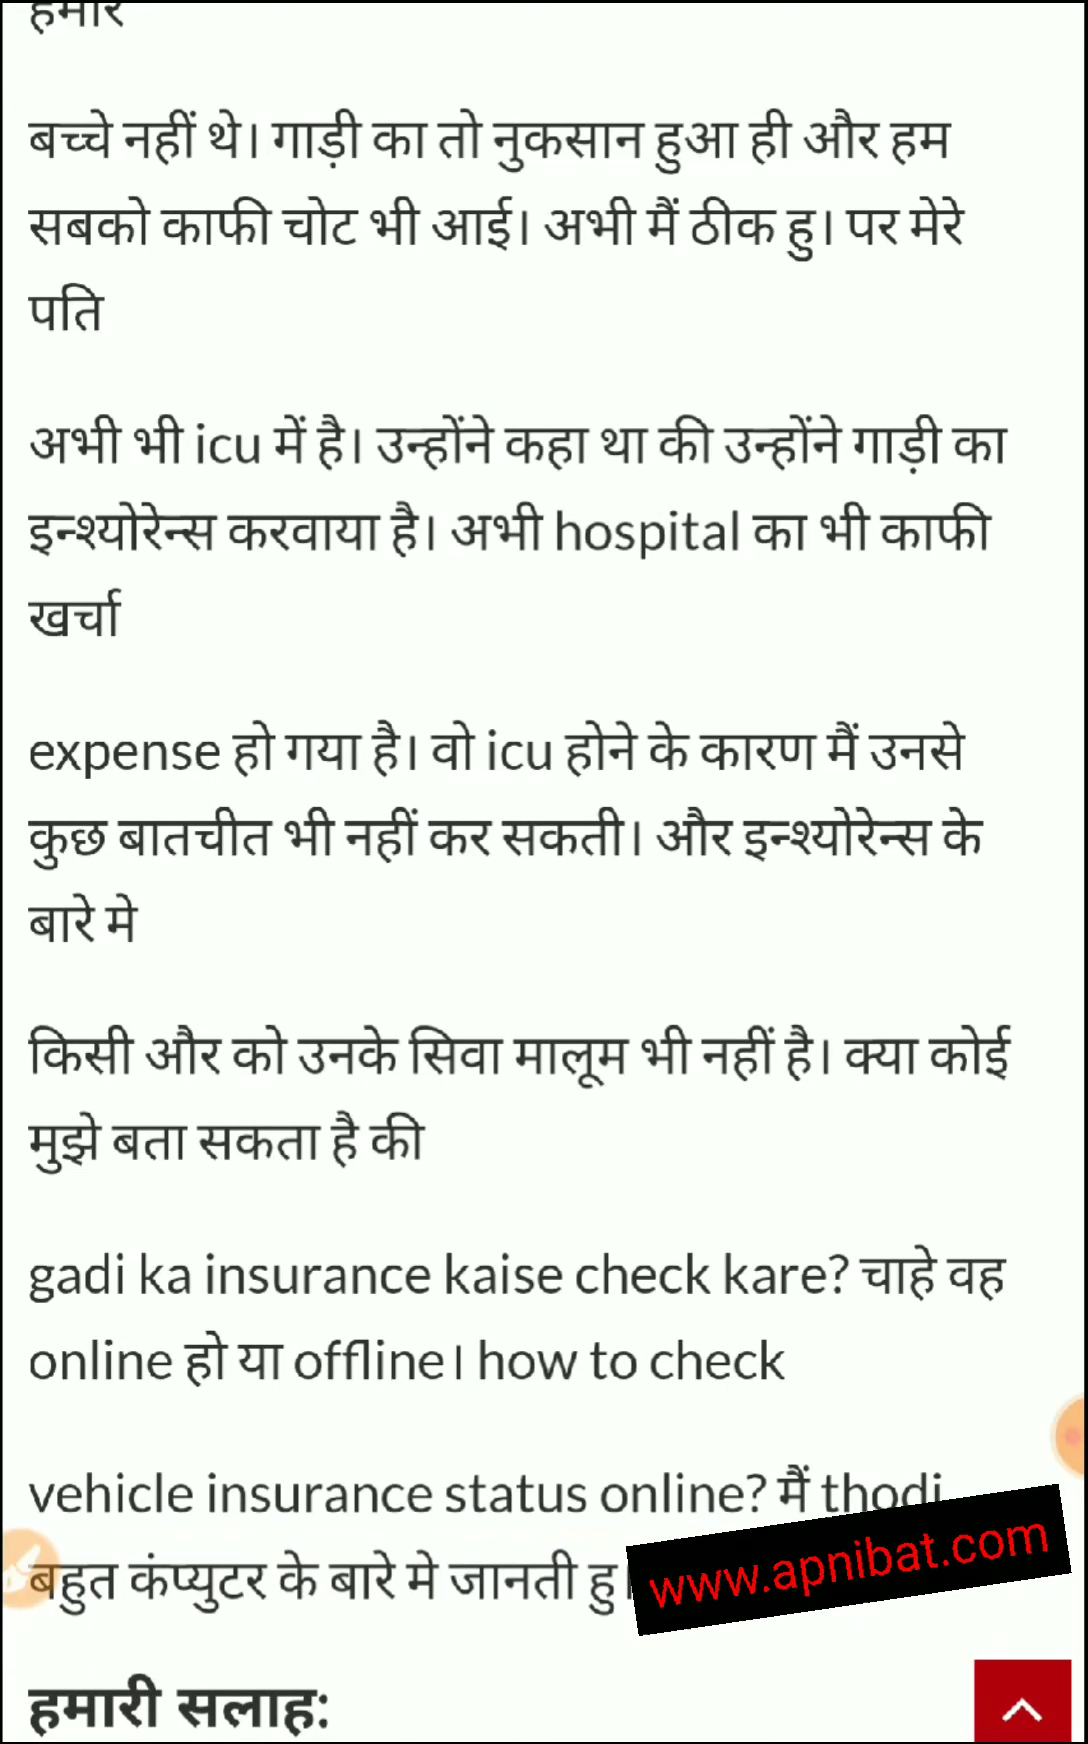 हमारे
बच्चे नहीं थे। गाड़ी का तो नुकसान हुआ ही और हम
सबको काफी चोट भी आई। अभी मैं ठीक हु। पर मेरे
पति
अभी भी icu में है। उन्होंने कहा था की उन्होंने गाड़ी का
इन्श्योरेन्स करवाया है। अभी hospital का भी काफी
खर्चा
expense हो गया है। वो icu होने के कारण मैं उनसे
कुछ बातचीत भी नहीं कर सकती। और इन्श्योरेन्स के
बारे मे
किसी और को उनके सिवा मालूम भी नहीं है। क्या कोई
मुझे बता सकता है की
gadi ka insurance kaise check kare? चाहे वह
online हो या offline। how to check
vehicle insurance status online? मैं thodi
बहुत कंप्युटर के बारे मे जानती हु।
www.apnibat.com
हमारी सलाह: